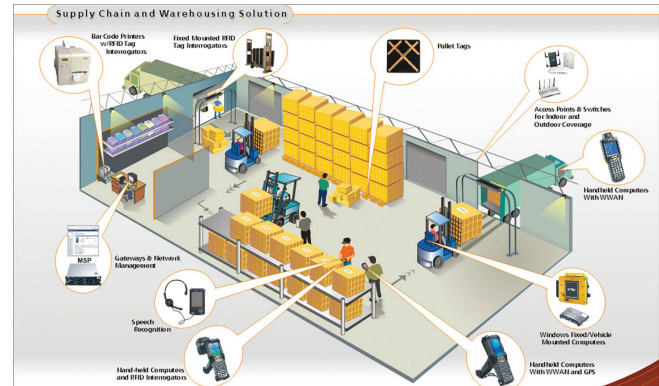 Supply Chain and Warehousing Solution
Bar Code Printers
w/RFID Tag
Interrogators
Fixed Mounted RFID
Tag Interrogators
Pallet Tags
Access Points & Switches
For Indoor and
Outdoor Coverage
Handheld Computers
With WWAN
MSP
Gateways & Network
Management
Speech
Recognition
Hand-held Computers
and RFID Interrogators
Handheld Computers
With WWAN and GPS
Windows Fixed/Vehicle
Mounted Computers